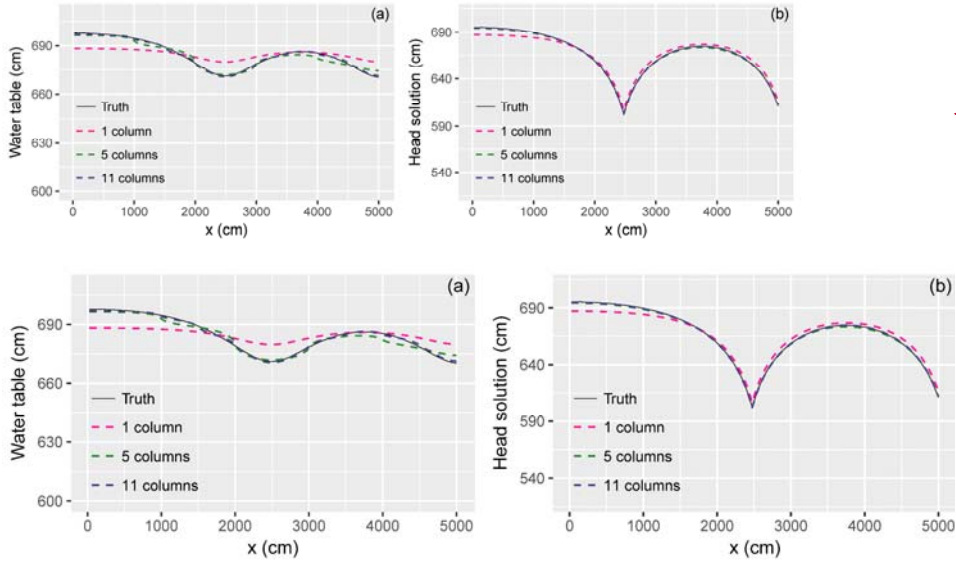 (a)
Water table (cm)
690
660
630
600
Truth
1 column
5 columns
11 columns
0 1000 2000 3000 4000 5000
x (cm)
(b)
Head solution (cm)
690
640
590
540
Truth
1 column
5 columns
11 columns
0 1000 2000 3000 4000 5000
x (cm)
(a)
Water table (cm)
690
660
630
600
Truth
1 column
5 columns
11 columns
0 1000 2000 3000 4000 5000
x (cm)
(b)
Head solution (cm)
690
640
590
540
Truth
1 column
5 columns
11 columns
0 1000 2000 3000 4000 5000
x (cm)